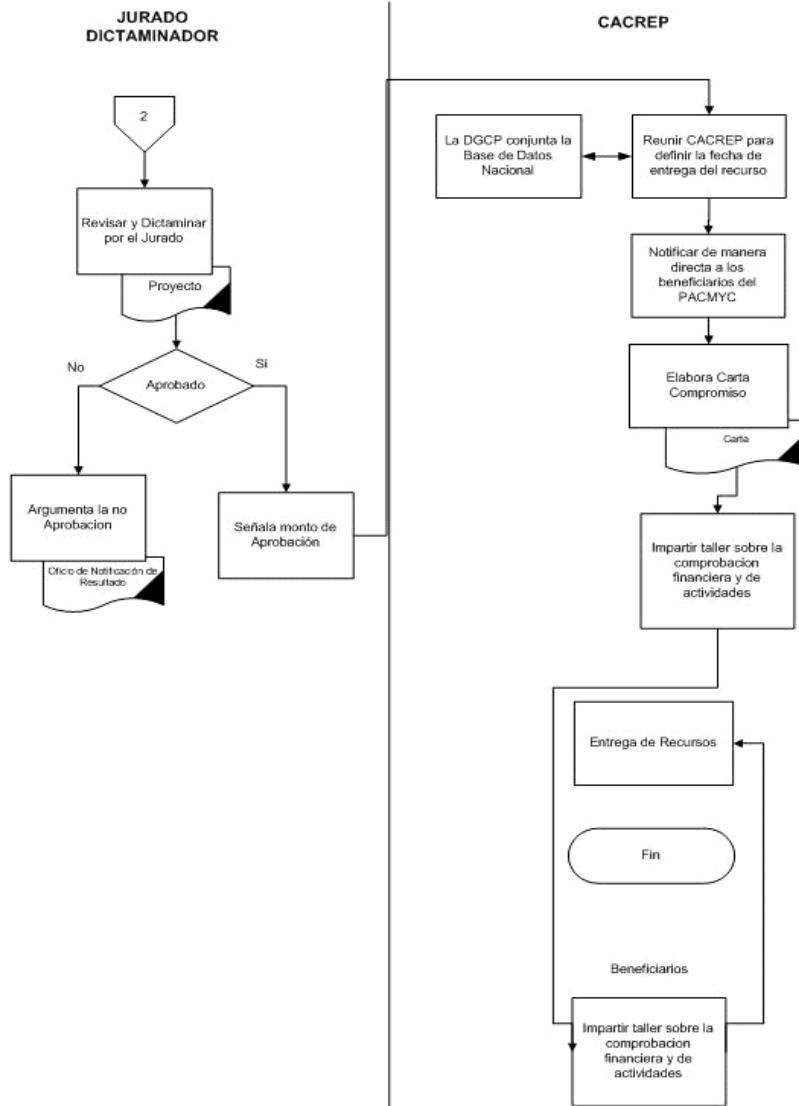 JURADO
DICTAMINADOR
2
Revisar y Dictaminar
por el Jurado
Proyecto
No
Si
Aprobado
Argumenta la no
Aprobacion
Oficio de Notificación de
Resultado
Señala monto de
Aprobación
CACREP
La DGCP conjunta la
Base de Datos
Nacional
Reunir CACREP para
definir la fecha de
entrega del recurso
Notificar de manera
directa a los
beneficiarios del
PACMYC
Elabora Carta
Compromiso
Carta
Impartir taller sobre la
comprobacion
financiera y de
actividades
Entrega de Recursos
Fin
Beneficiarios
Impartir taller sobre la
comprobacion
financiera y de
actividades